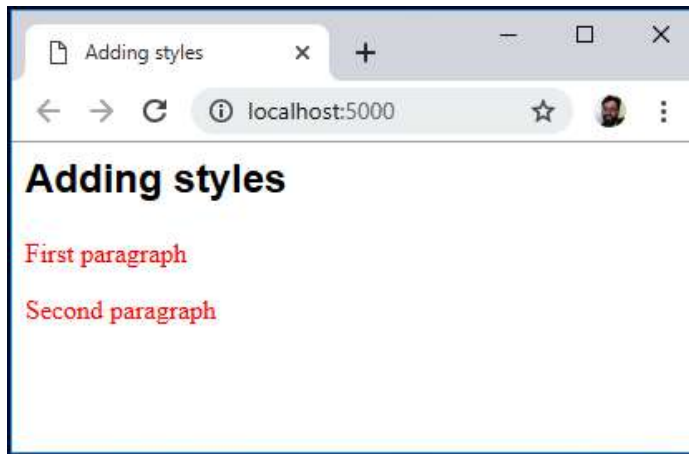 Adding styles
localhost:5000
Adding styles
First paragraph
Second paragraph